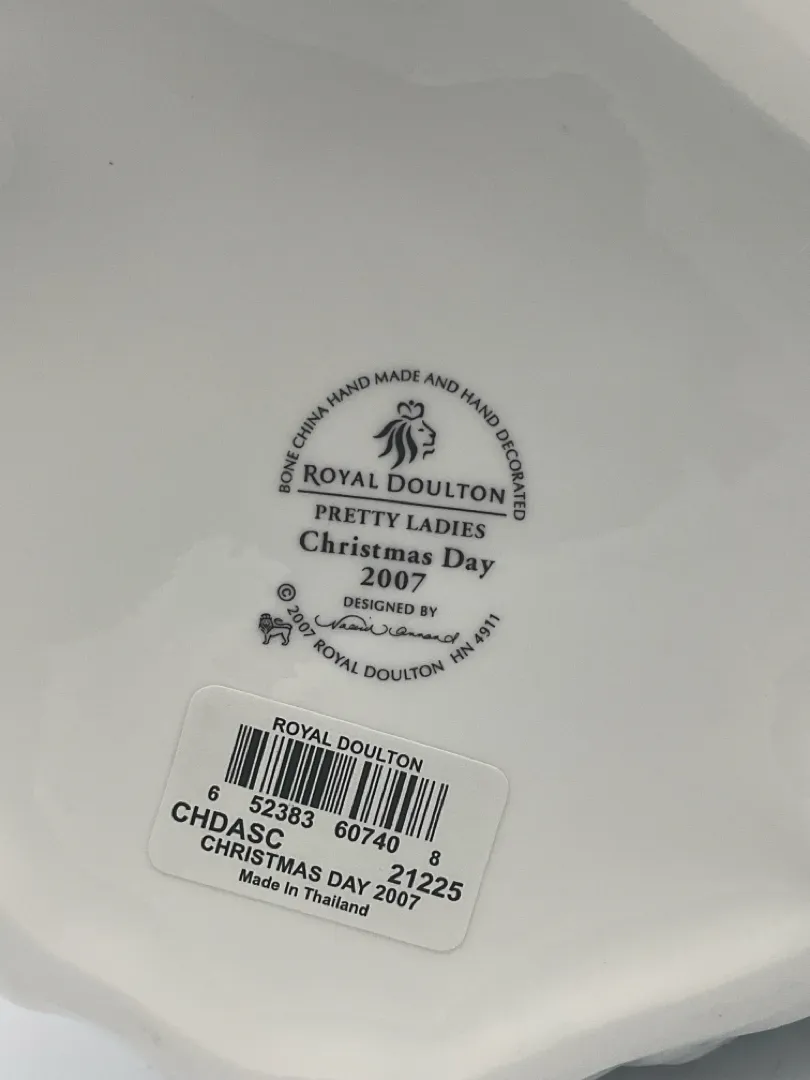 BONE CHINA HAND MADE AND HAND DECORATED
ROYAL DOULTON
PRETTY LADIES
Christmas Day
2007
DESIGNED BY
© 2007 ROYAL DOULTON HN 4911
ROYAL DOULTON
6 52383 60740 8
CHDASC 21225
CHRISTMAS DAY 2007
Made In Thailand